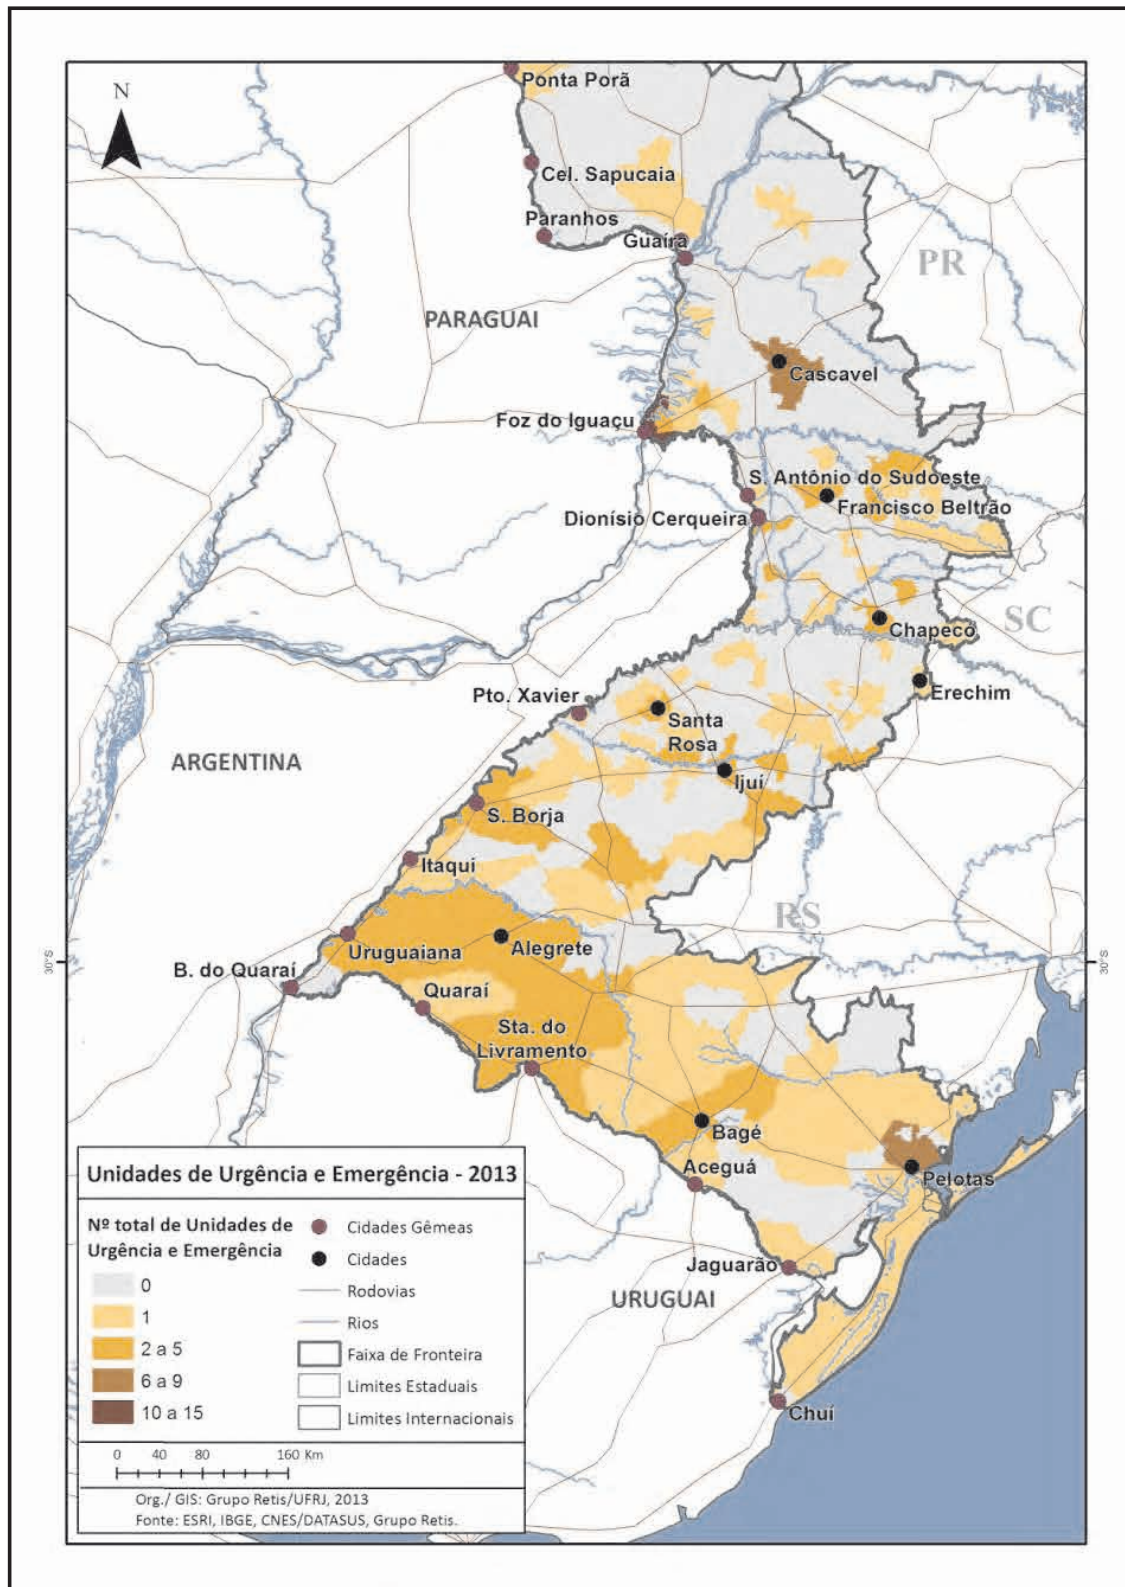 N
Ponta Porã
Cel. Sapucaia
Paranhos
Guaíra
PR
PARAGUAI
Cascavel
Foz do Iguaçu
S. Antônio do Sudoeste
Francisco Beltrão
Dionísio Cerqueira
SC
Chapecó
Erechim
Pto. Xavier
Santa
Rosa
ARGENTINA
Ijuí
S. Borja
Itaqui
RS
Uruguaiana
Alegrete
30°S
30°S
B. do Quaraí
Quaraí
Sta. do
Livramento
Bagé
Aceguá
Pelotas
Jaguarão
URUGUAI
Chuí
Unidades de Urgência e Emergência - 2013
Nº total de Unidades de
Urgência e Emergência
0
1
2 a 5
6 a 9
10 a 15
Cidades Gêmeas
Cidades
Rodovias
Rios
Faixa de Fronteira
Limites Estaduais
Limites Internacionais
0 40 80 160 Km
Org./ GIS: Grupo Retis/UFRJ, 2013
Fonte: ESRI, IBGE, CNES/DATASUS, Grupo Retis.